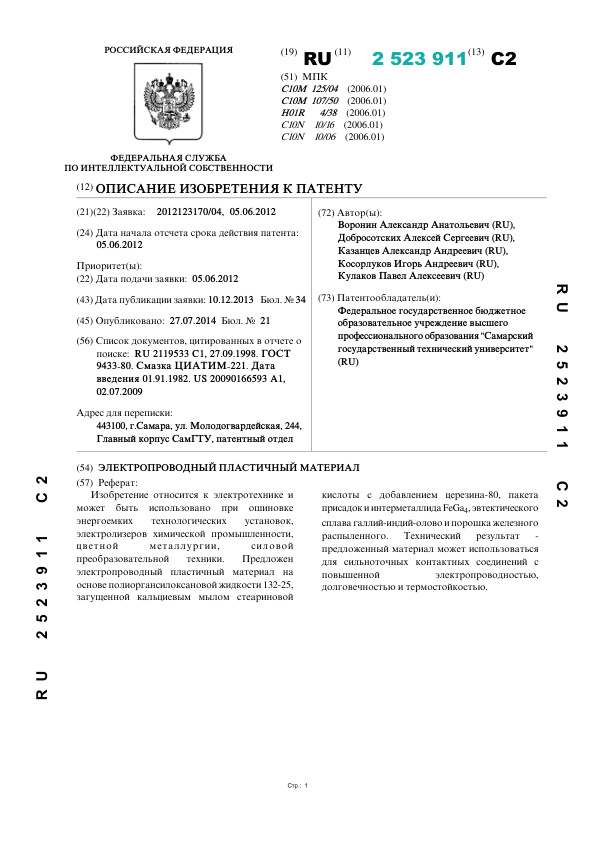 РОССИЙСКАЯ ФЕДЕРАЦИЯ
ФЕДЕРАЛЬНАЯ СЛУЖБА
ПО ИНТЕЛЛЕКТУАЛЬНОЙ СОБСТВЕННОСТИ
(19) RU (11) 2 523 911 (13) C2
(51) МПК
C10M 125/04 (2006.01)
C10M 107/50 (2006.01)
H01R 4/38 (2006.01)
C10N 10/16 (2006.01)
C10N 10/06 (2006.01)
(12) ОПИСАНИЕ ИЗОБРЕТЕНИЯ К ПАТЕНТУ
(21)(22) Заявка: 2012123170/04, 05.06.2012
(24) Дата начала отсчета срока действия патента:
05.06.2012
Приоритет(ы):
(22) Дата подачи заявки: 05.06.2012
(43) Дата публикации заявки: 10.12.2013 Бюл. № 34
(45) Опубликовано: 27.07.2014 Бюл. № 21
(56) Список документов, цитированных в отчете о
поиске: RU 2119533 C1, 27.09.1998. ГОСТ
9433-80. Смазка ЦИАТИМ-221. Дата
введения 01.91.1982. US 20090166593 A1,
02.07.2009
Адрес для переписки:
443100, г.Самара, ул. Молодогвардейская, 244,
Главный корпус СамГТУ, патентный отдел
(72) Автор(ы):
Воронин Александр Анатольевич (RU),
Добросотских Алексей Сергеевич (RU),
Казанцев Александр Андреевич (RU),
Косорлуков Игорь Андреевич (RU),
Кулаков Павел Алексеевич (RU)
(73) Патентообладатель(и):
Федеральное государственное бюджетное
образовательное учреждение высшего
профессионального образования "Самарский
государственный технический университет"
(RU)
(54) ЭЛЕКТРОПРОВОДНЫЙ ПЛАСТИЧНЫЙ МАТЕРИАЛ
(57) Реферат:
Изобретение относится к электротехнике и
может быть использовано при ошиновке
энергоемких технологических установок,
электролизеров химической промышленности,
цветной металлургии, силовой
преобразовательной техники. Предложен
электропроводный пластичный материал на
основе полиоргансилоксановой жидкости 132-25,
загущенной кальциевым мылом стеариновой
кислоты с добавлением церезина-80, пакета
присадок и интерметаллида FeGa4, эвтектического
сплава галлий-индий-олово и порошка железного
распыленного. Технический результат -
предложенный материал может использоваться
для сильноточных контактных соединений с
повышенной электропроводностью,
долговечностью и термостойкостью.
RU 2523911 C2
RU 2523911 C2
Стр.: 1